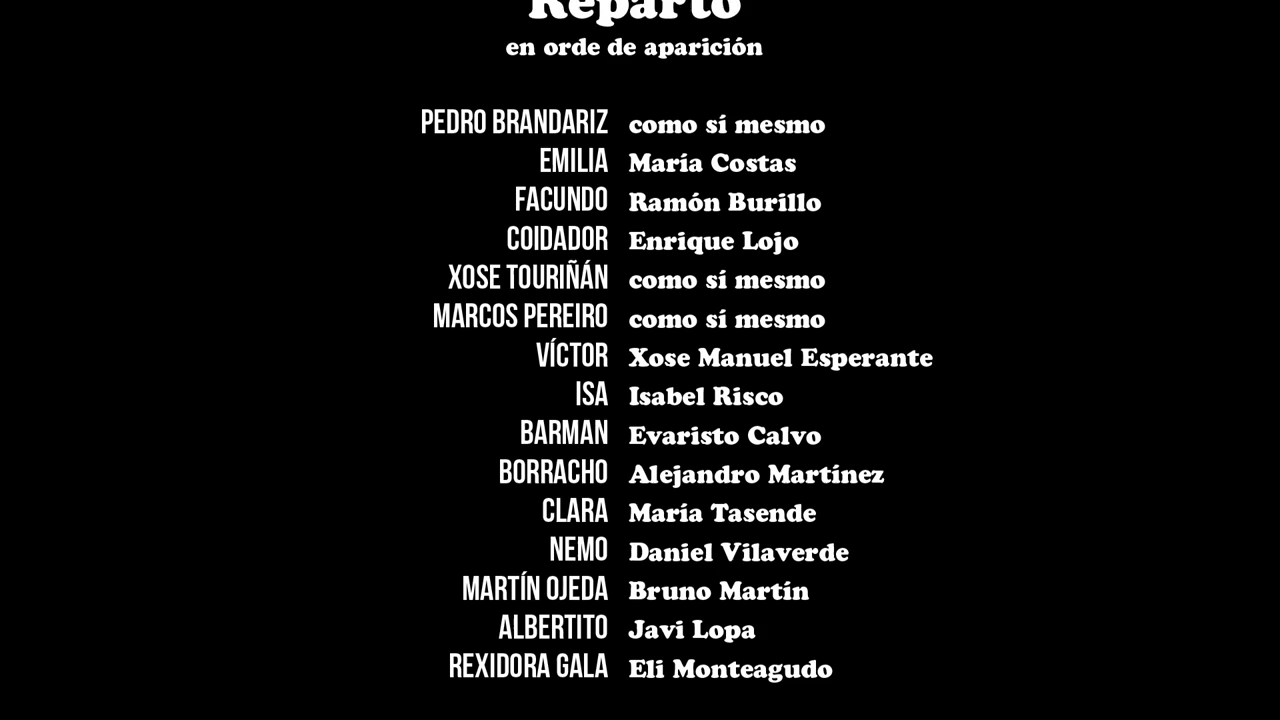 Reparto
en orde de aparición
PEDRO BRANDARIZ como sí mesmo
EMILIA María Costas
FACUNDO Ramón Burillo
COIDADOR Enrique Lojo
XOSE TOURIÑÁN como sí mesmo
MARCOS PEREIRO como sí mesmo
VÍCTOR Xose Manuel Esperante
ISA Isabel Risco
BARMAN Evaristo Calvo
BORRACHO Alejandro Martínez
CLARA María Tasende
NEMO Daniel Vilaverde
MARTÍN OJEDA Bruno Martín
ALBERTITO Javi Lopa
REXIDORA GALA Eli Monteagudo